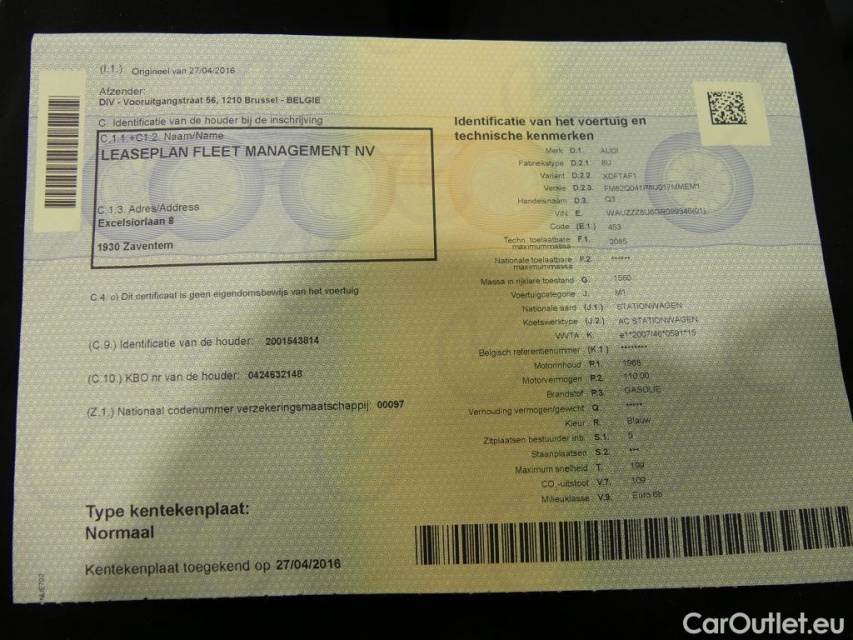 (I.1.) Origineel van 27/04/2016
Afzender:
DIV - Vooruitgangstraat 56, 1210 Brussel - BELGIE
C. Identificatie van de houder bij de inschrijving
C.1.1.+C1.2. Naam/Name
LEASEPLAN FLEET MANAGEMENT NV
C.1.3. Adres/Address
Excelsiorlaan 8
1930 Zaventem
C.4. c) Dit certificaat is geen eigendomsbewijs van het voertuig
(C.9.) Identificatie van de houder: 2001543814
(C.10.) KBO nr van de houder: 0424632148
(Z.1.) Nationaal codenummer verzekeringsmaatschappij: 00097
Type kentekenplaat:
Normaal
Kentekenplaat toegekend op 27/04/2016
Identificatie van het voertuig en
technische kenmerken
Merk D.1. AUDI
Fabriekstype D.2.1. 8U
Variant D.2.2. XCFTAF1
Versie D.2.3.
Handelsnaam D.3. Q3
VIN E.
Code (E.1.) 453
Techn. toelaatbare maximummassa F.1. 2085
Nationale toelaatbare maximummassa F.2. ******
Massa in rijklare toestand G. 1560
Voertuigcategorie J. M1
Nationale aard (J.1.) STATIONWAGEN
Koetswerktype (J.2.) AC STATIONWAGEN
WVTA K. e1*2007/46*0591*15
Belgisch referentienummer (K.1) ********
Motorinhoud P.1. 1968
Motorvermogen P.2. 110.00
Brandstof P.3. GASOLIE
Verhouding vermogen/gewicht Q. *****
Kleur R. Blauw
Zitplaatsen bestuurder inb. S.1. 5
Staanplaatsen S.2. ***
Maximum snelheid T. 199
CO₂-uitstoot V.7. 109
Milieuklasse V.9. Euro 6b
CarOutlet.eu